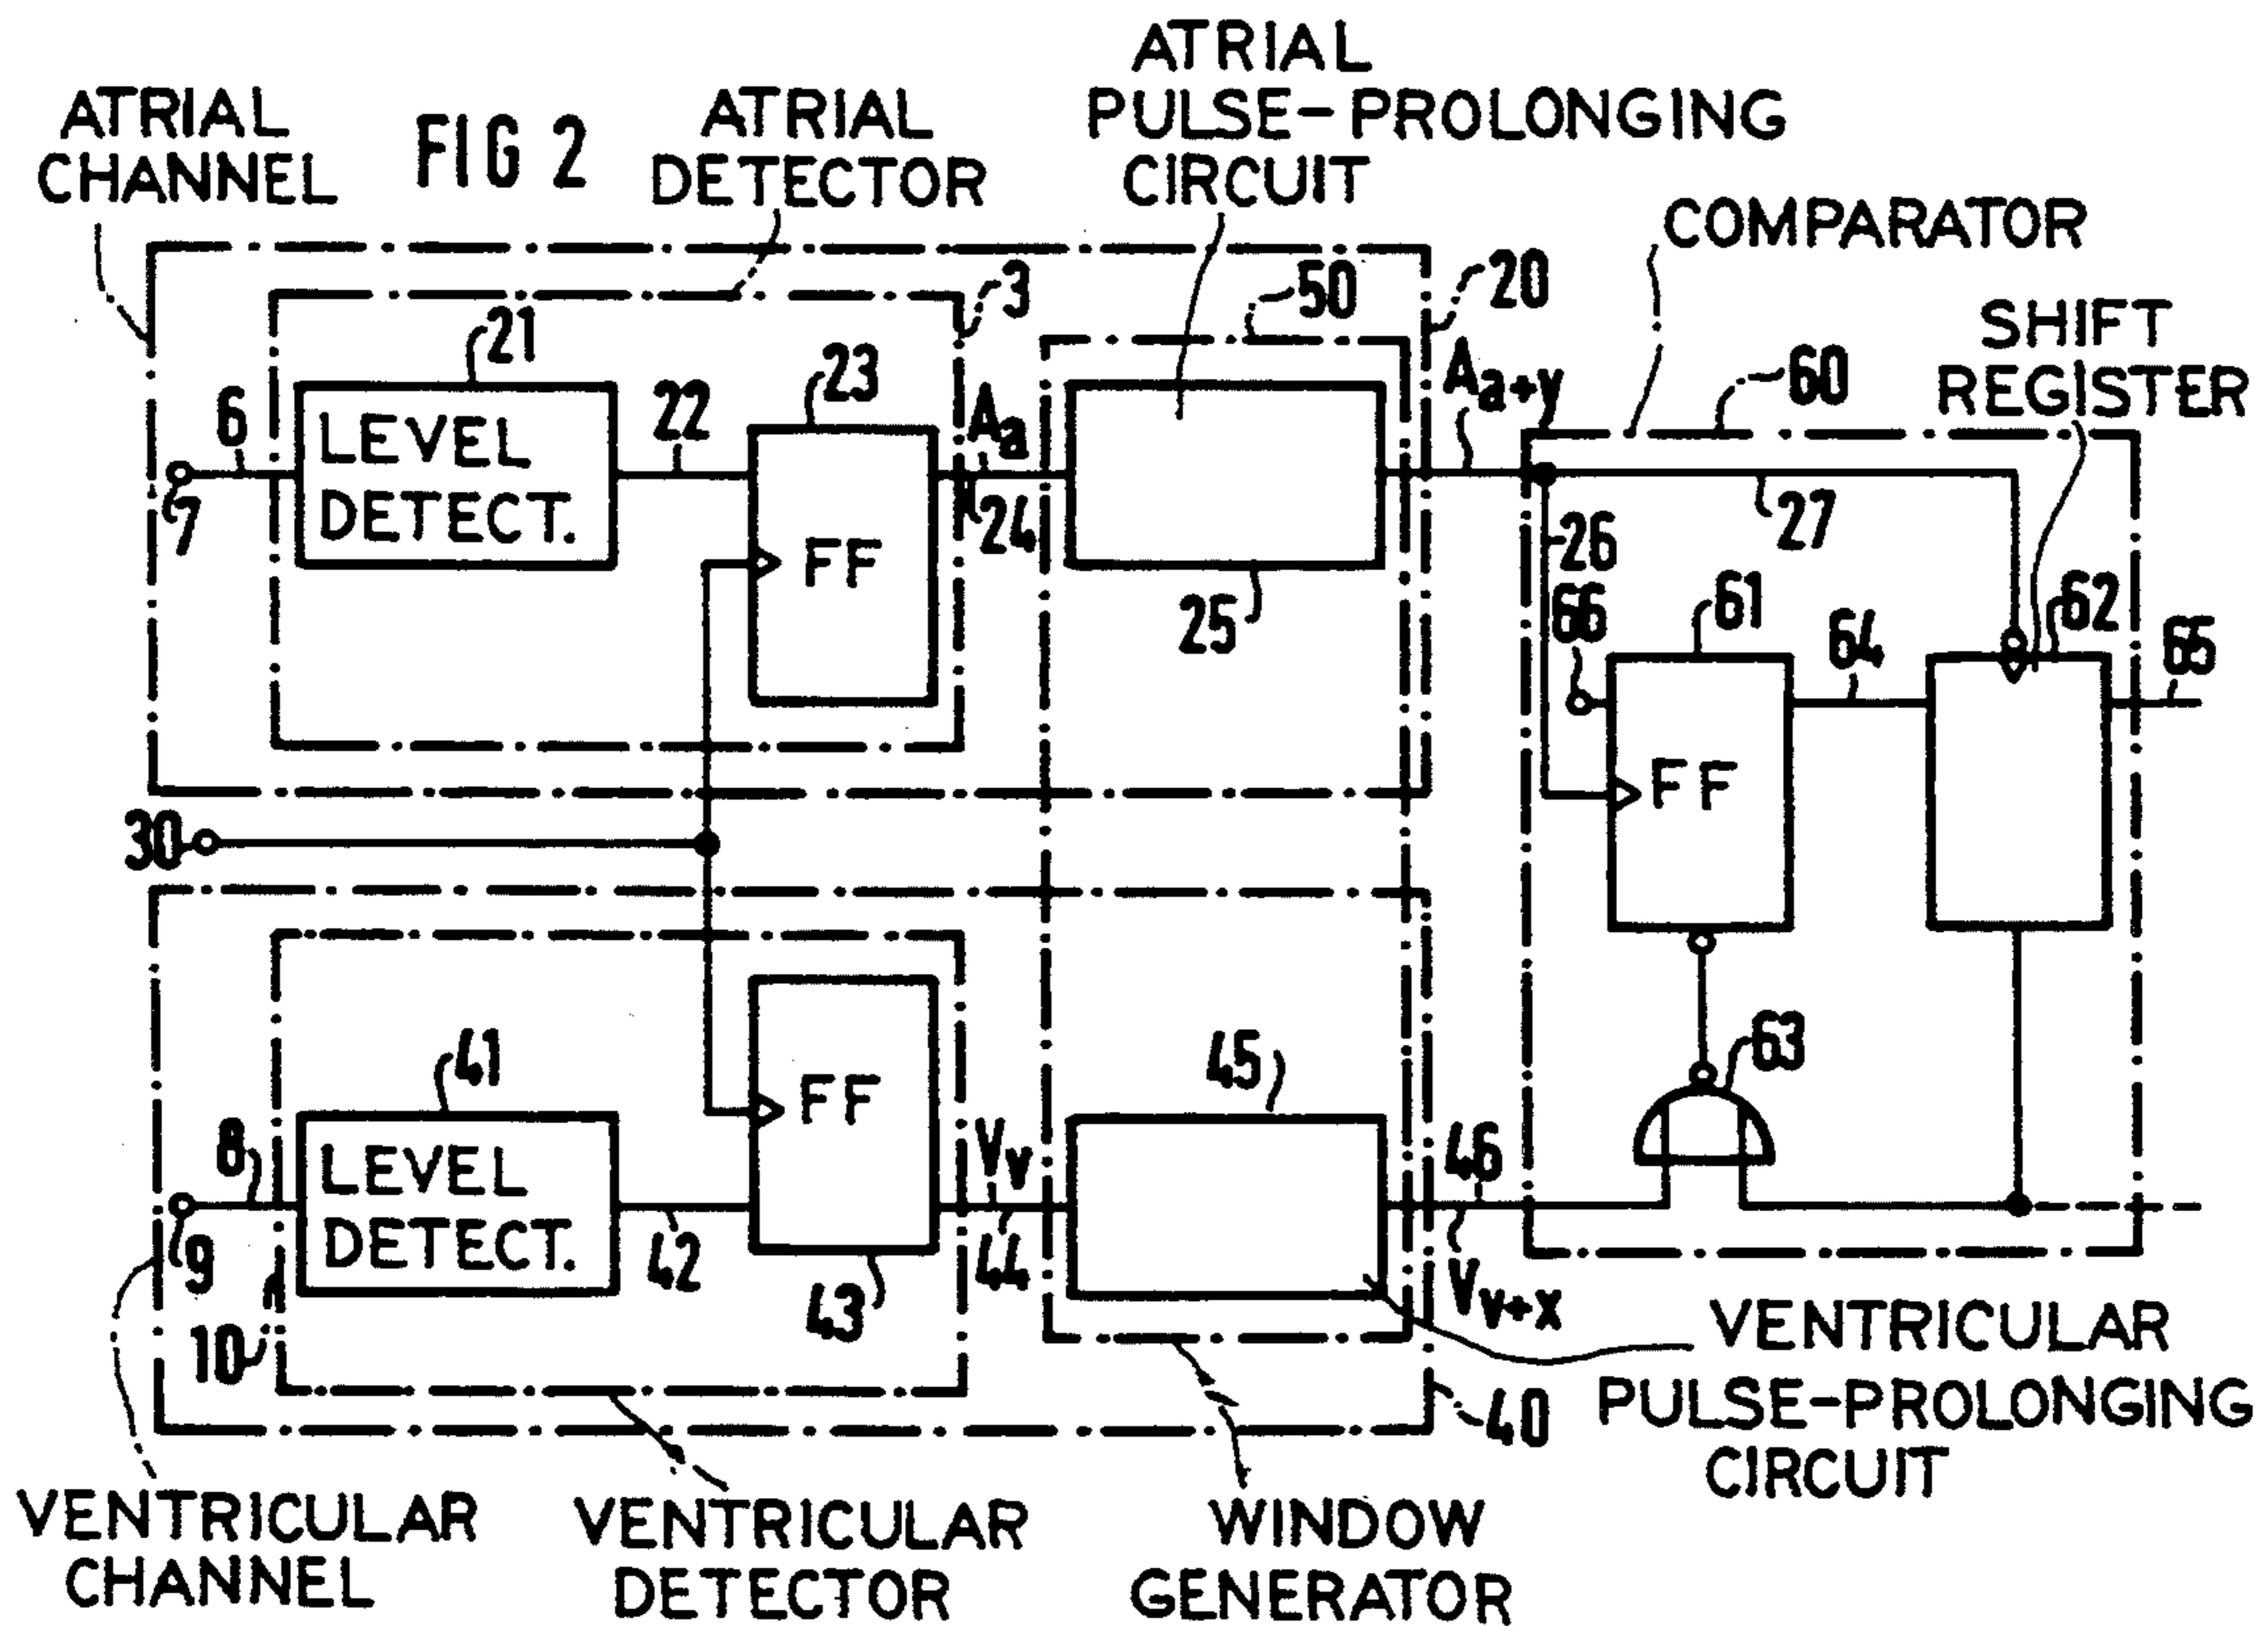 ATRIAL
CHANNEL
FIG 2
ATRIAL
DETECTOR
ATRIAL
PULSE-PROLONGING
CIRCUIT
COMPARATOR
SHIFT
REGISTER
3
50
20
60
21
23
6
22
Aa
Aa+y
LEVEL
DETECT.
7
FF
24
25
26
27
66
61
64
62
65
FF
30
63
41
45
FF
8
LEVEL
DETECT.
Vv
46
9
42
44
43
10
Vv+x
40
VENTRICULAR
PULSE-PROLONGING
CIRCUIT
VENTRICULAR
CHANNEL
VENTRICULAR
DETECTOR
WINDOW
GENERATOR